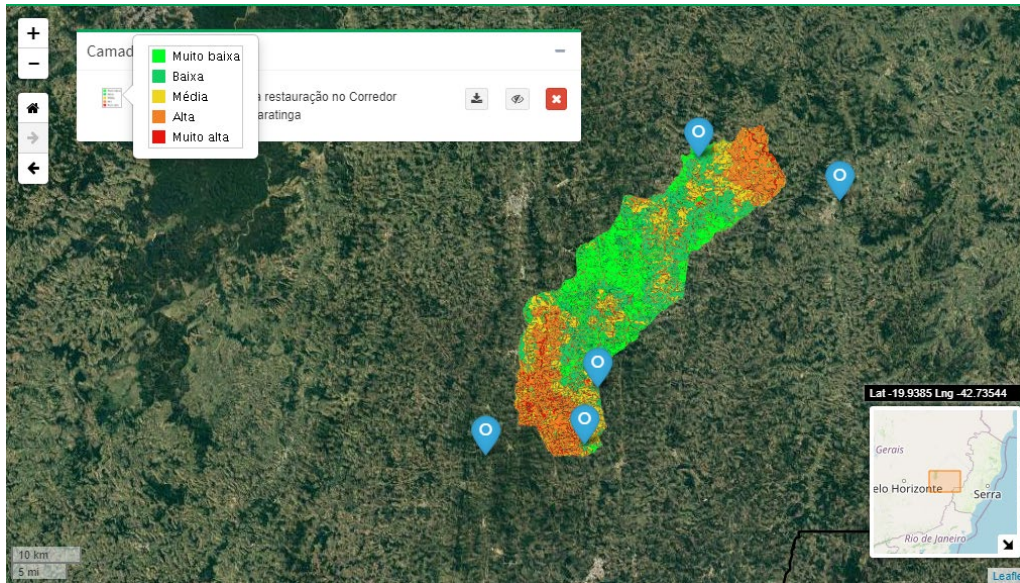 +
−
Camad
−
Muito baixa
Baixa
Média
Alta
Muito alta
a restauração no Corredor
aratinga
Lat -19.9385 Lng -42.73544
Gerais
elo Horizonte
Serra
Rio de Janeiro
10 km
5 mi
Leafle